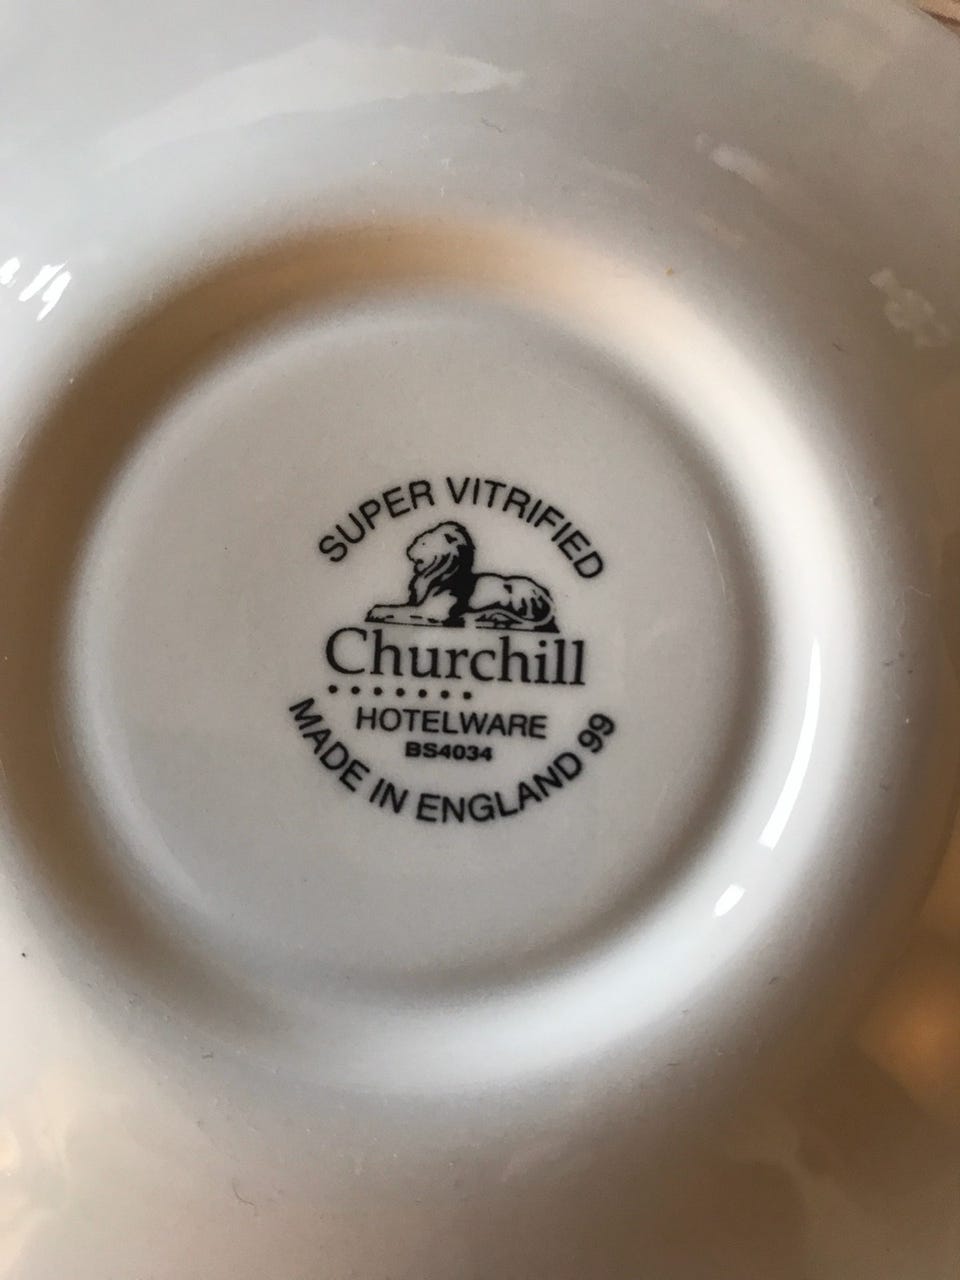 SUPER VITRIFIED
Churchill
HOTELWARE
BS4034
MADE IN ENGLAND 99